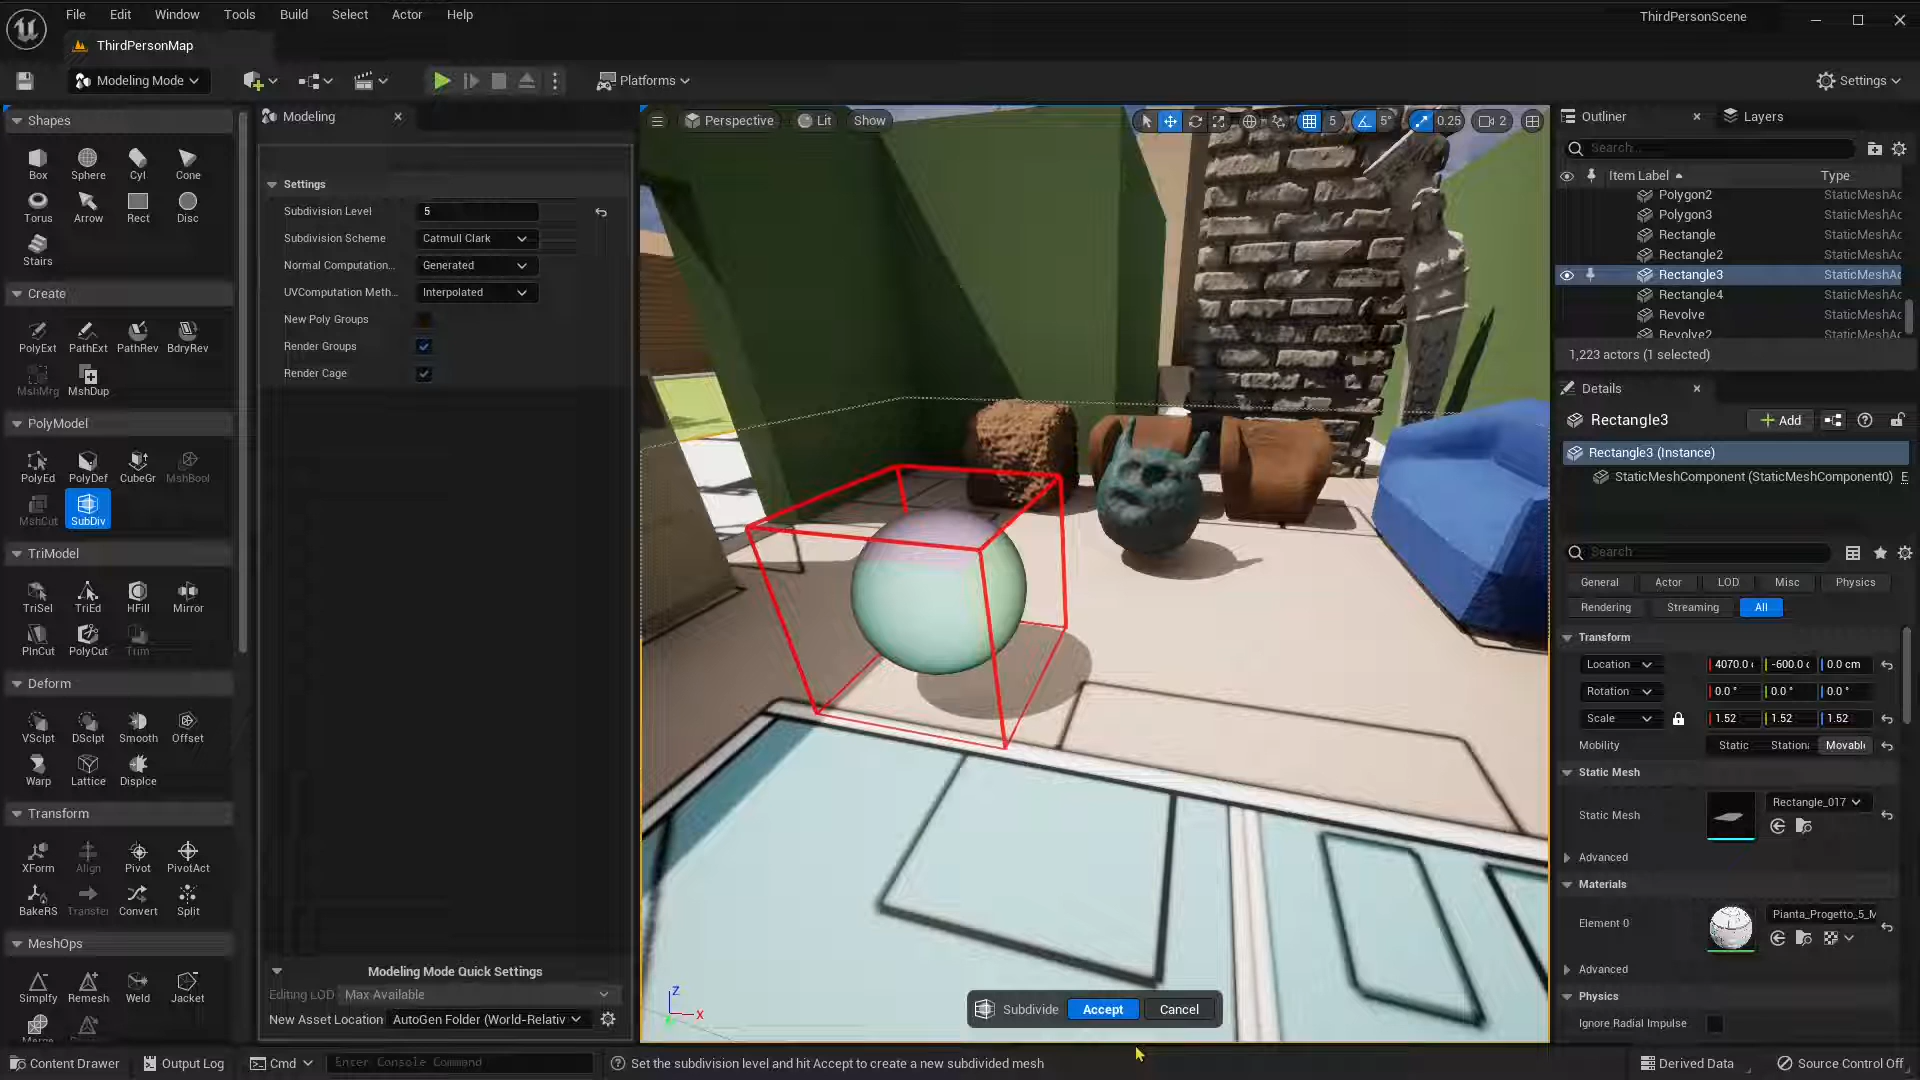 File Edit Window Tools Build Select Actor Help
ThirdPersonScene
ThirdPersonMap
Modeling Mode
Platforms
Settings
Shapes
Box Sphere Cyl Cone
Torus Arrow Rect Disc
Stairs
Create
PolyExt PathExt PathRev BdryRev
MshMrg MshDup
PolyModel
PolyEd PolyDef CubeGr MshBool
MshCut SubDiv
TriModel
TriSel TriEd HFill Mirror
PlnCut PolyCut Trim
Deform
VSclpt DSclpt Smooth Offset
Warp Lattice Displce
Transform
XForm Align Pivot PivotAct
BakeRS Transfer Convert Split
MeshOps
Simplfy Remesh Weld Jacket
Merge
Modeling
Settings
Subdivision Level 5
Subdivision Scheme Catmull Clark
Normal Computation... Generated
UVComputation Meth... Interpolated
New Poly Groups
Render Groups
Render Cage
Modeling Mode Quick Settings
Editing LOD Max Available
New Asset Location AutoGen Folder (World-Relativ
Perspective Lit Show
5 5° 0.25 2
Z
X
Subdivide Accept Cancel
Outliner Layers
Search...
Item Label Type
Polygon2 StaticMeshAc
Polygon3 StaticMeshAc
Rectangle StaticMeshAc
Rectangle2 StaticMeshAc
Rectangle3 StaticMeshAc
Rectangle4 StaticMeshAc
Revolve StaticMeshAc
Revolve2 StaticMeshAc
1,223 actors (1 selected)
Details
Rectangle3
Add
Rectangle3 (Instance)
StaticMeshComponent (StaticMeshComponent0) E
Search
General Actor LOD Misc Physics
Rendering Streaming All
Transform
Location 4070.0 -600.0 0.0 cm
Rotation 0.0 ° 0.0 ° 0.0 °
Scale 1.52 1.52 1.52
Mobility Static Station Movabl
Static Mesh
Static Mesh Rectangle_017
Advanced
Materials
Element 0 Pianta_Progetto_5_M
Advanced
Physics
Ignore Radial Impulse
Content Drawer Output Log Cmd Enter Console Command
Set the subdivision level and hit Accept to create a new subdivided mesh
Derived Data Source Control Off